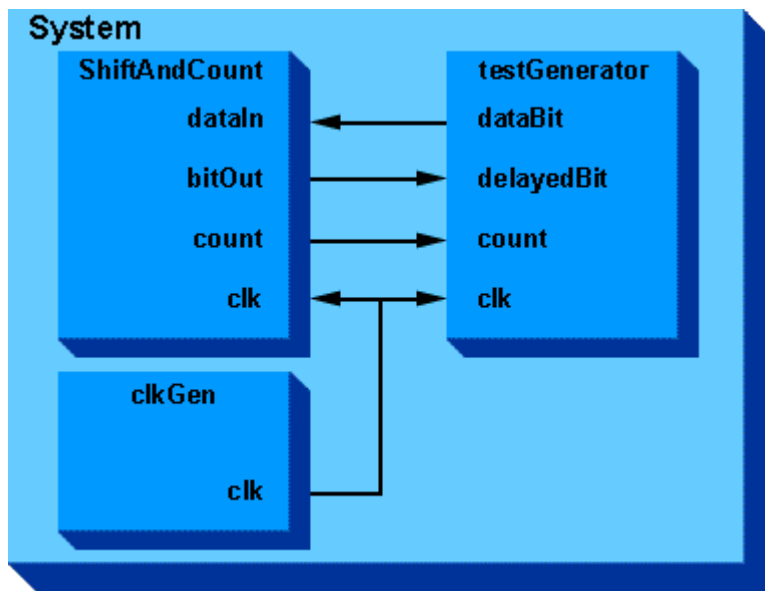 System
ShiftAndCount
dataIn
bitOut
count
clk
testGenerator
dataBit
delayedBit
count
clk
clkGen
clk